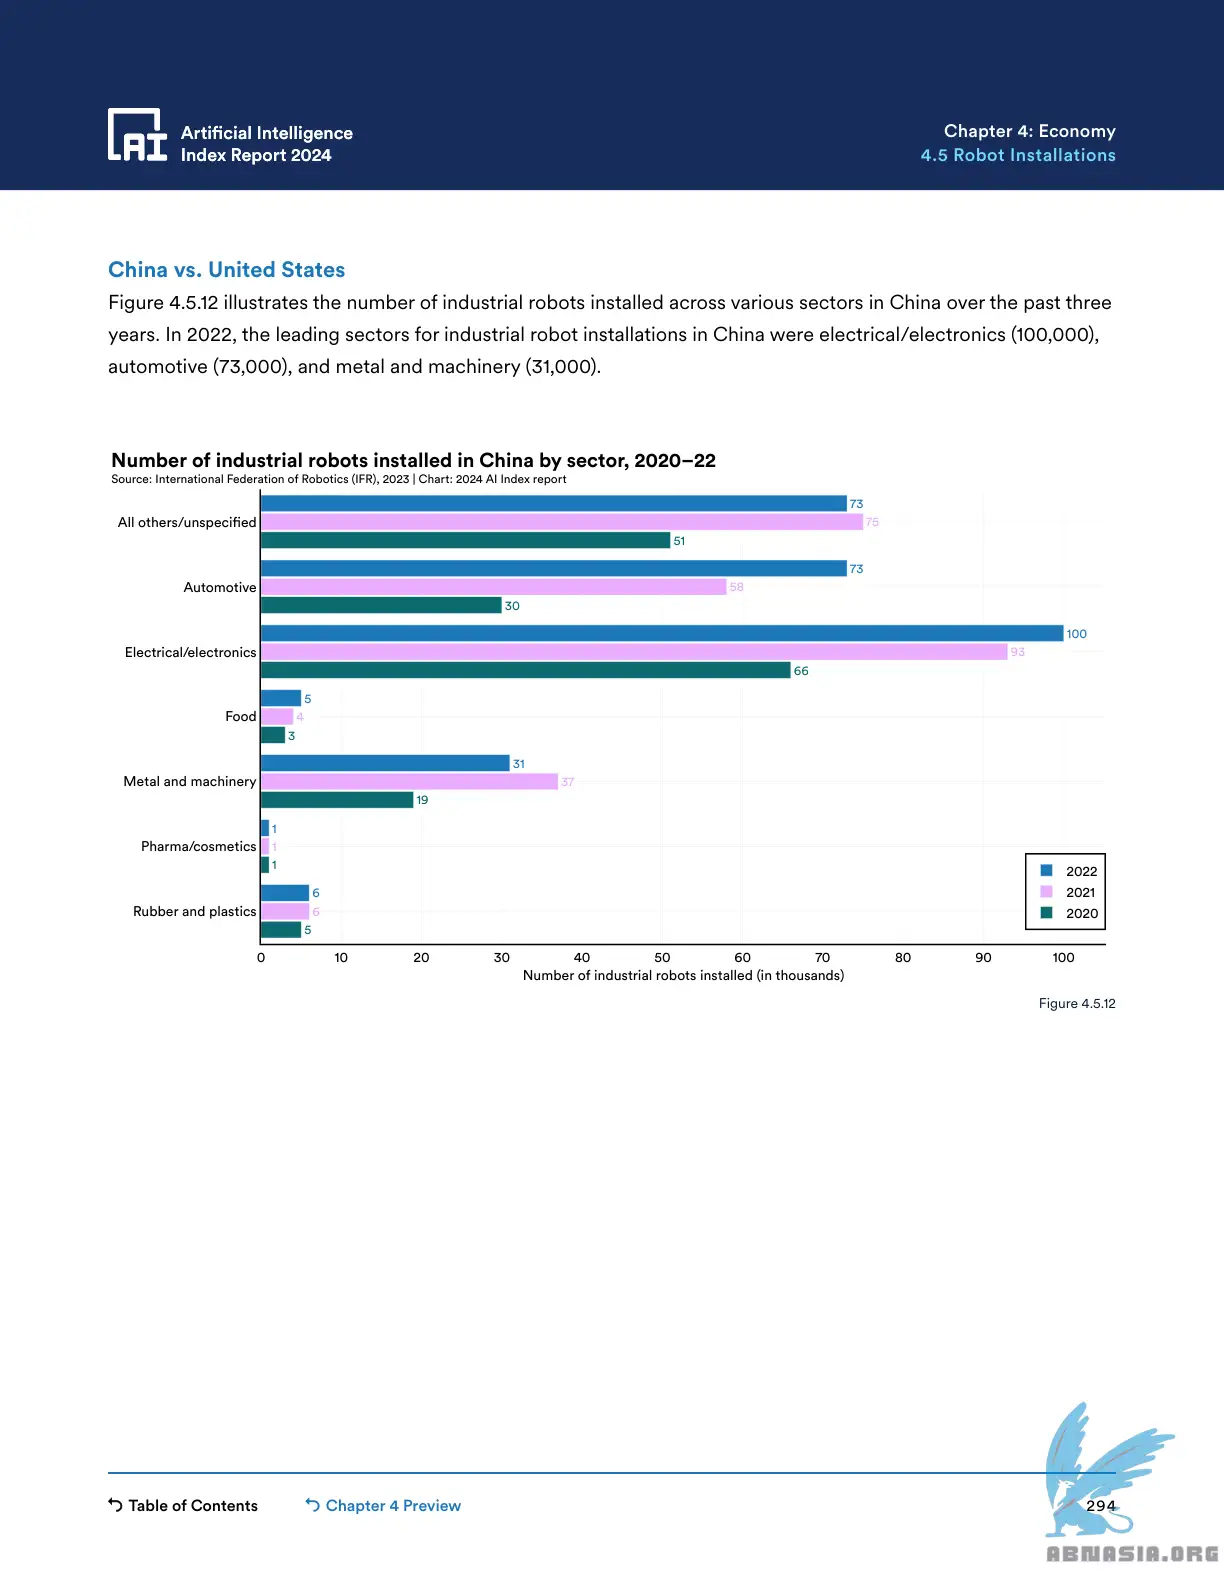 AI
Artificial Intelligence
Index Report 2024
Chapter 4: Economy
4.5 Robot Installations
China vs. United States
Figure 4.5.12 illustrates the number of industrial robots installed across various sectors in China over the past three
years. In 2022, the leading sectors for industrial robot installations in China were electrical/electronics (100,000),
automotive (73,000), and metal and machinery (31,000).
Number of industrial robots installed in China by sector, 2020–22
Source: International Federation of Robotics (IFR), 2023 | Chart: 2024 AI Index report
All others/unspecified
73
75
51
Automotive
73
58
30
Electrical/electronics
100
93
66
Food
5
4
3
Metal and machinery
31
37
19
Pharma/cosmetics
1
1
1
Rubber and plastics
6
6
5
2022
2021
2020
0 10 20 30 40 50 60 70 80 90 100
Number of industrial robots installed (in thousands)
Figure 4.5.12
Table of Contents
Chapter 4 Preview
294
ABNASIA.ORG